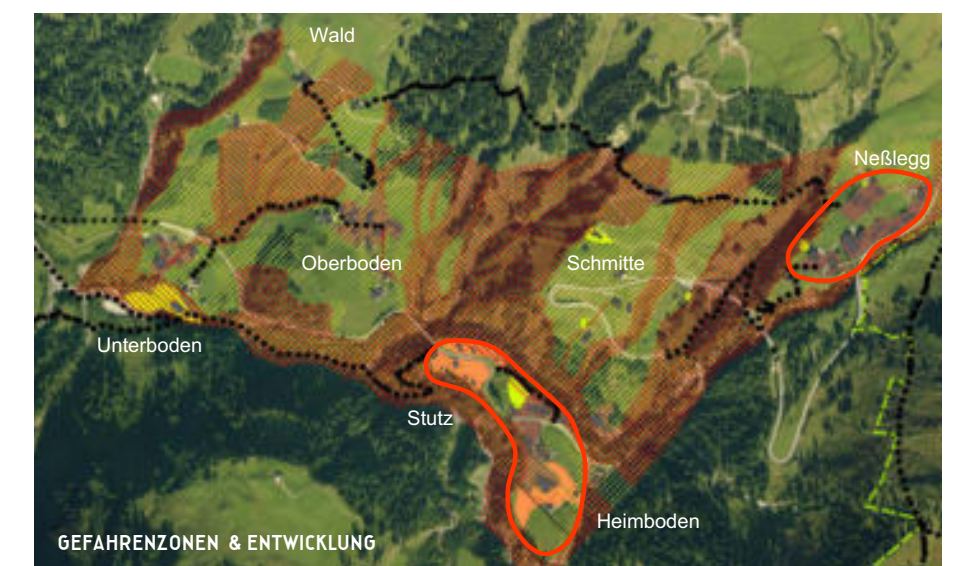 Wald
Neßlegg
Oberboden
Schmitte
Unterboden
Stutz
Heimboden
GEFAHRENZONEN & ENTWICKLUNG